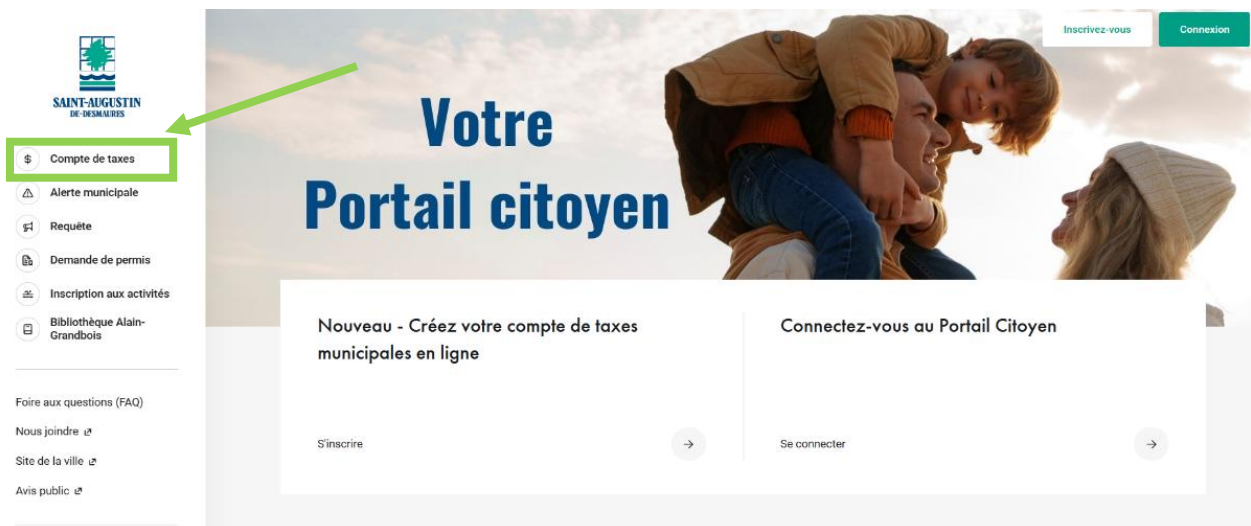 SAINT-AUGUSTIN
DE-DESMAURES
Compte de taxes
Alerte municipale
Requête
Demande de permis
Inscription aux activités
Bibliothèque Alain-
Grandbois
Foire aux questions (FAQ)
Nous joindre
Site de la ville
Avis public
Inscrivez-vous
Connexion
Votre
Portail citoyen
Nouveau - Créez votre compte de taxes
municipales en ligne
S'inscrire
Connectez-vous au Portail Citoyen
Se connecter